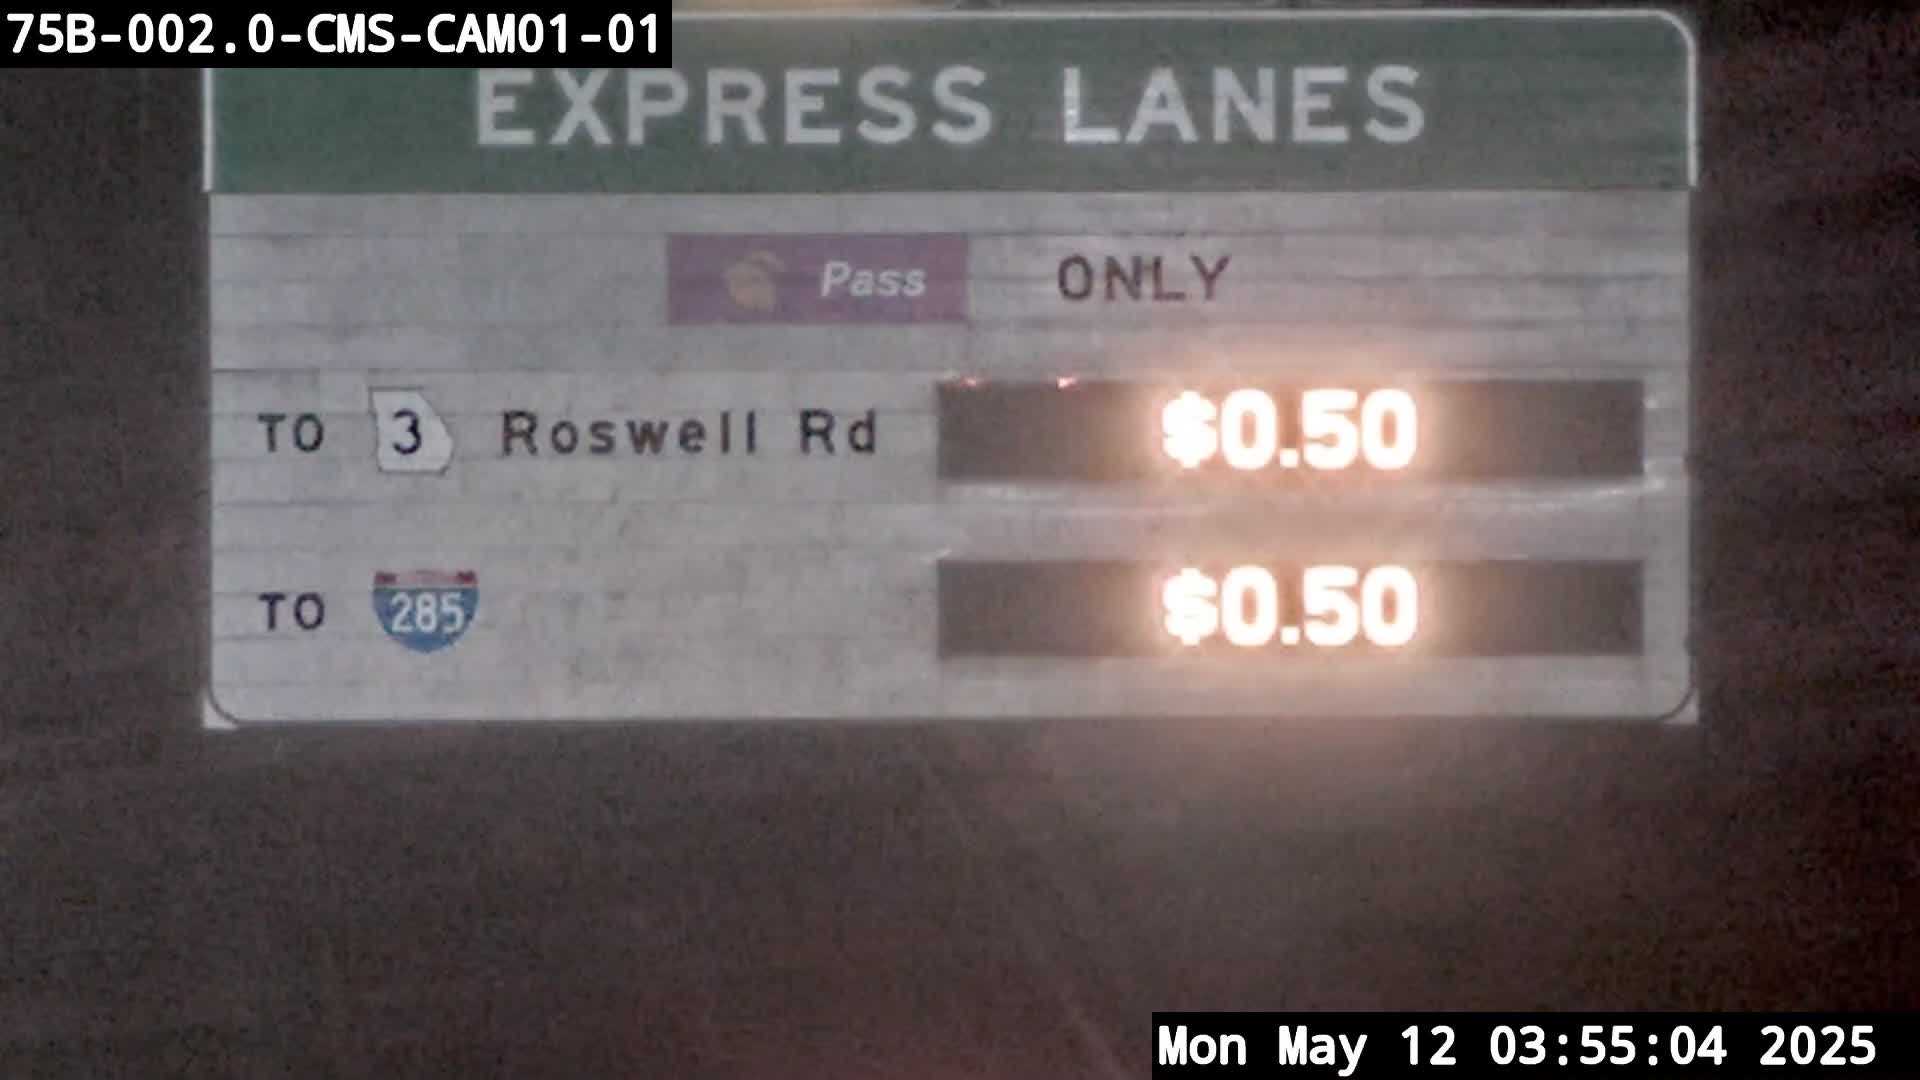 75B-002.0-CMS-CAM01-01
EXPRESS LANES
Pass ONLY
TO 3 Roswell Rd $0.50
TO 285 $0.50
Mon May 12 03:55:04 2025